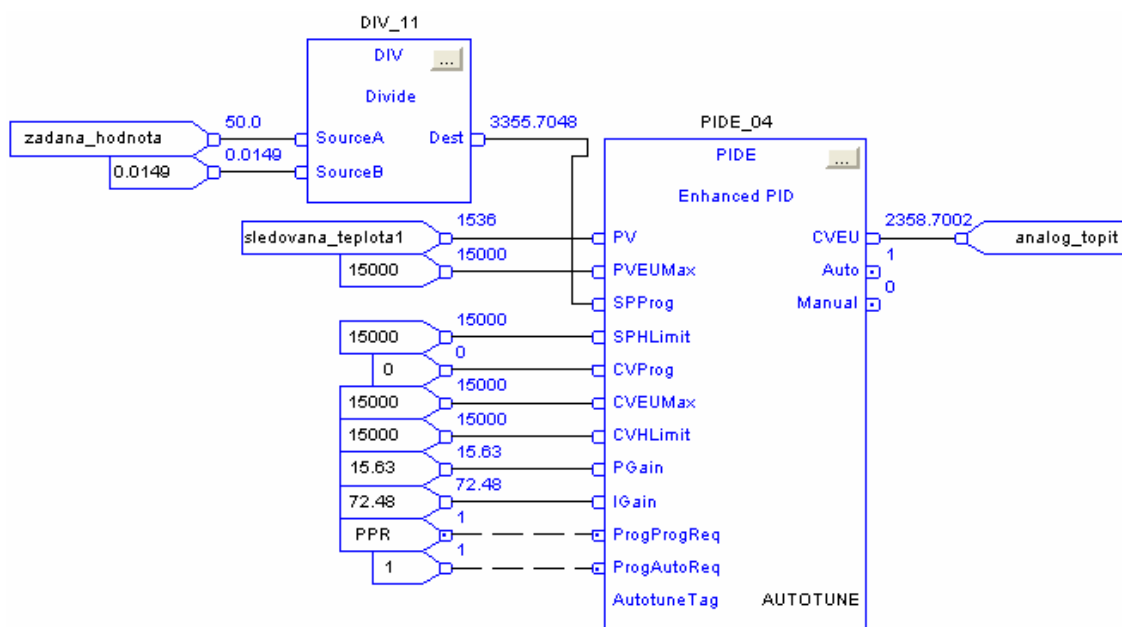 DIV_11
DIV
...
Divide
zadana_hodnota
50.0
SourceA
Dest
3355.7048
0.0149
0.0149
SourceB
PIDE_04
PIDE
...
Enhanced PID
sledovana_teplota1
1536
PV
CVEU
2358.7002
analog_topit
15000
15000
PVEUMax
Auto
1
SPProg
Manual
0
15000
15000
SPHLimit
0
0
CVProg
15000
15000
CVEUMax
15000
15000
CVHLimit
15.63
15.63
PGain
72.48
72.48
IGain
PPR
1
ProgProgReq
1
1
ProgAutoReq
AutotuneTag
AUTOTUNE